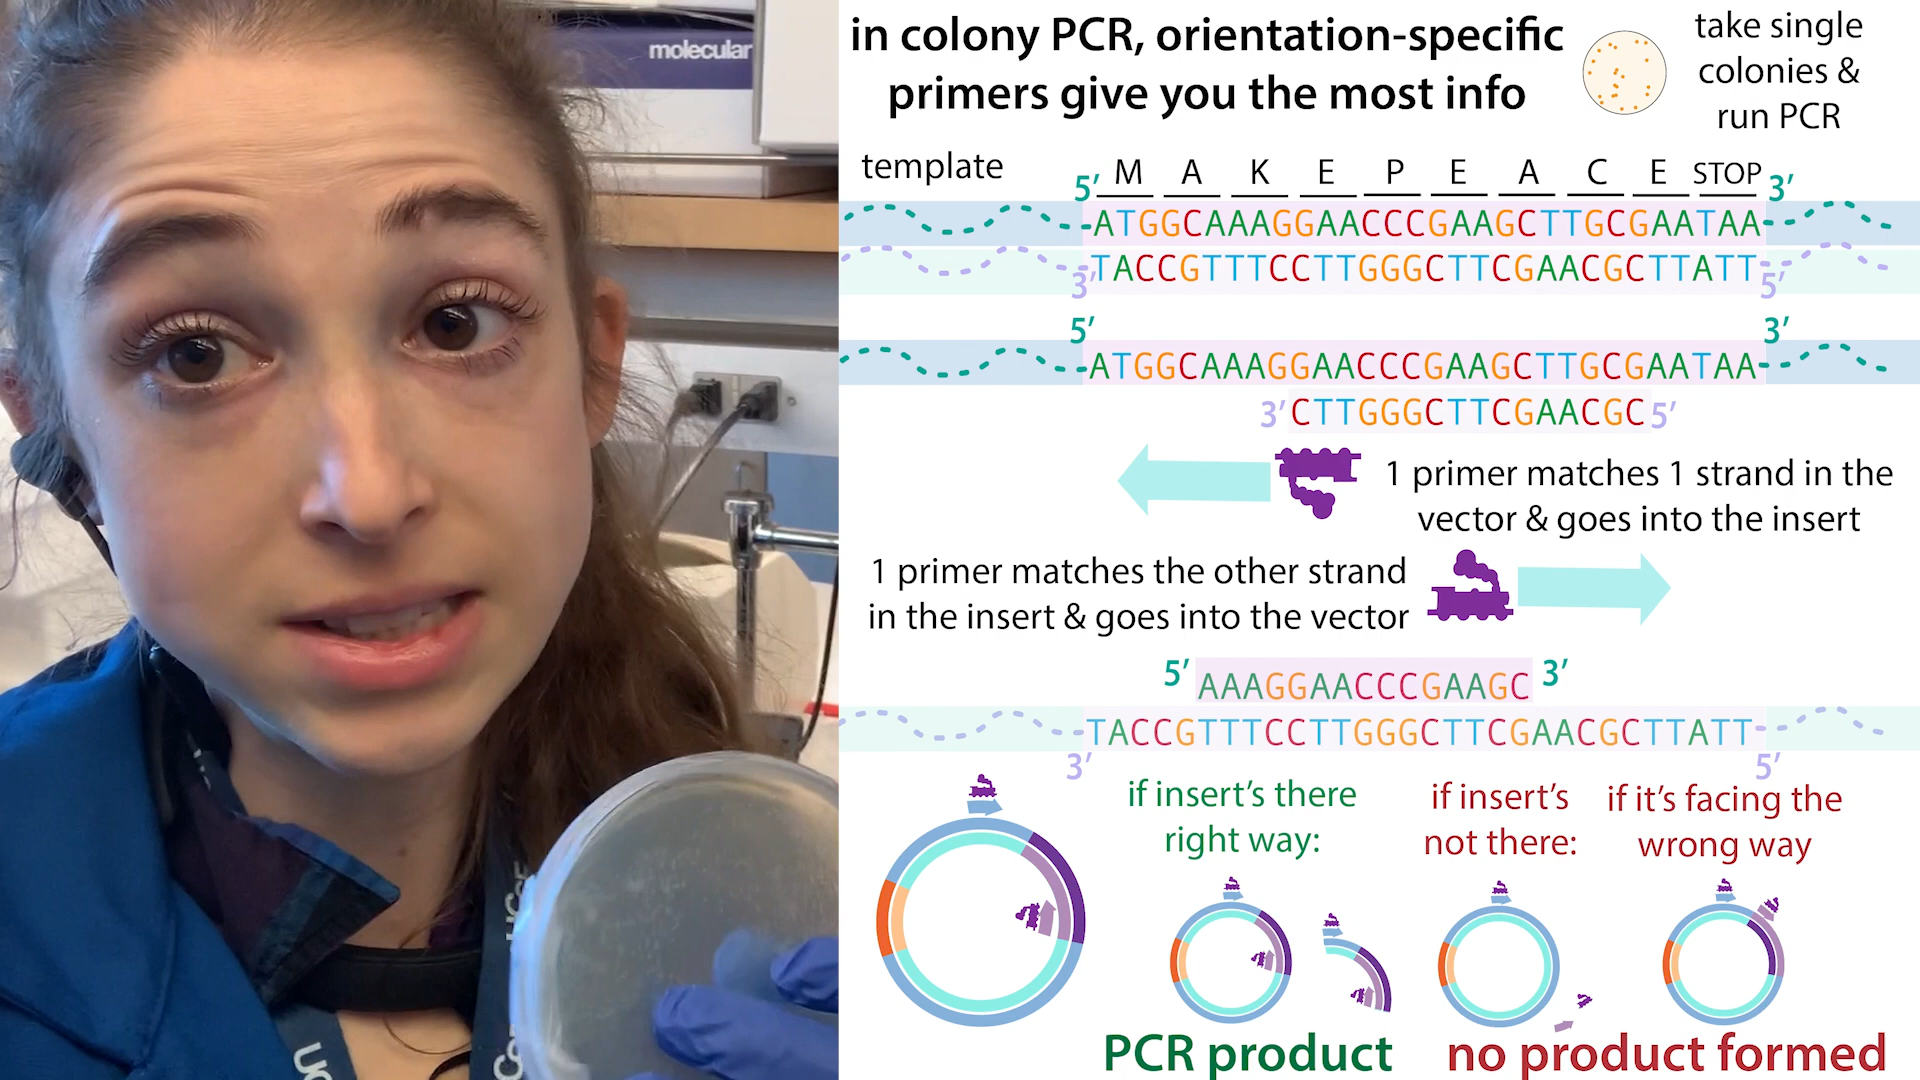 molecular
in colony PCR, orientation-specific
primers give you the most info
take single
colonies &
run PCR
template
5’ M A K E P E A C E STOP 3’
ATGGCAAAGGAACCCGAAGCTTGCGAATAA
TACCGTTTCCTTGGGCTTCGAACGCTTATT
3’ 5’
5’ 3’
ATGGCAAAGGAACCCGAAGCTTGCGAATAA
3’ CTTGGGCTTCGAACGC 5’
1 primer matches 1 strand in the
vector & goes into the insert
1 primer matches the other strand
in the insert & goes into the vector
5’ AAAGGAACCCGAAGC 3’
TACCGTTTCCTTGGGCTTCGAACGCTTATT
3’ 5’
if insert’s there
right way:
if insert’s
not there:
if it’s facing the
wrong way
PCR product
no product formed